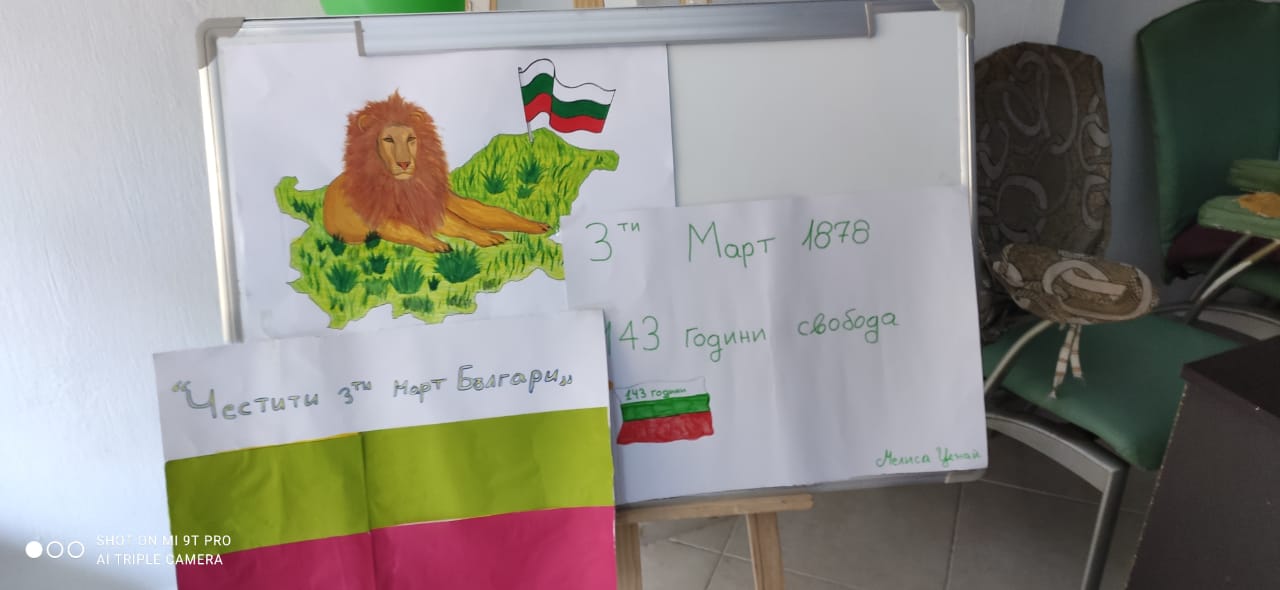 3ти Март 1878
143 години свобода
143 години
Мелиса
"Честити 3ти Март Българи"
SHOT ON MI 9T PRO
AI TRIPLE CAMERA